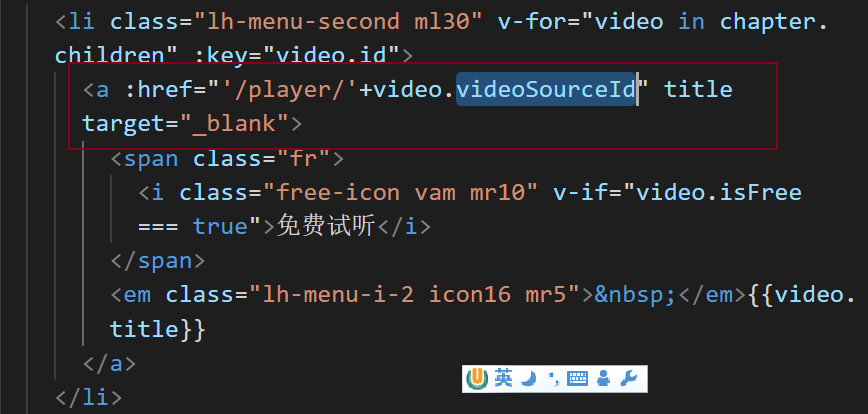 <li class="lh-menu-second ml30" v-for="video in chapter.
children" :key="video.id">
<a :href="'/player/'+video.videoSourceId" title
target="_blank">
<span class="fr">
<i class="free-icon vam mr10" v-if="video.isFree
=== true">免费试听</i>
</span>
<em class="lh-menu-i-2 icon16 mr5">&nbsp;</em>{{video.
title}}
</a>
</li>
英